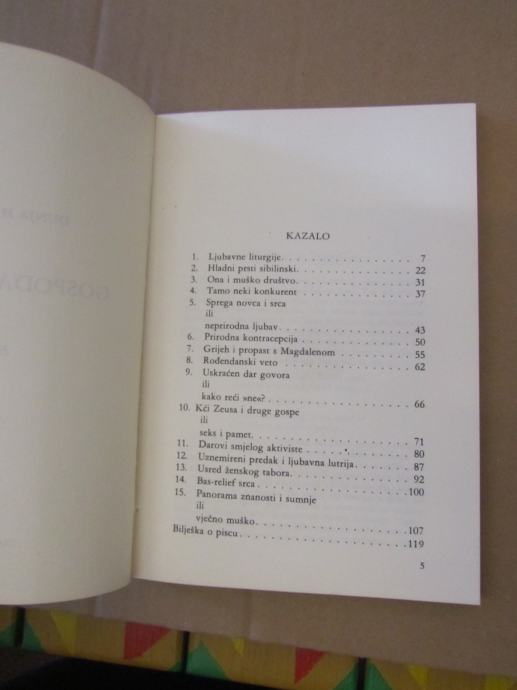 KAZALO
1. Ljubavne liturgije. . . . . . . . . . . . . . . . . 7
2. Hladni prsti sibilinski. . . . . . . . . . . . . . . 22
3. Ona i muško društvo. . . . . . . . . . . . . . . 31
4. Tamo neki konkurent . . . . . . . . . . . . . . 37
5. Sprega novca i srca
ili
neprirodna ljubav. . . . . . . . . . . . . . . . . 43
6. Prirodna kontracepcija . . . . . . . . . . . . . 50
7. Grijeh i propast s Magdalenom . . . . . . . . 55
8. Rođendanski veto . . . . . . . . . . . . . . . . 62
9. Uskraćen dar govora
ili
kako reći »ne«? . . . . . . . . . . . . . . . . . 66
10. Kći Zeusa i druge gospe
ili
seks i pamet. . . . . . . . . . . . . . . . . . . 71
11. Darovi smjelog aktiviste . . . . . . . . . . . . 80
12. Uznemireni predak i ljubavna lutrija. . . . . . 87
13. Usred ženskog tabora. . . . . . . . . . . . . . 92
14. Bas-relief srca . . . . . . . . . . . . . . . . . . 100
15. Panorama znanosti i sumnje
ili
vječno muško. . . . . . . . . . . . . . . . . . . 107
Bilješka o piscu. . . . . . . . . . . . . . . . . . . . 119
5